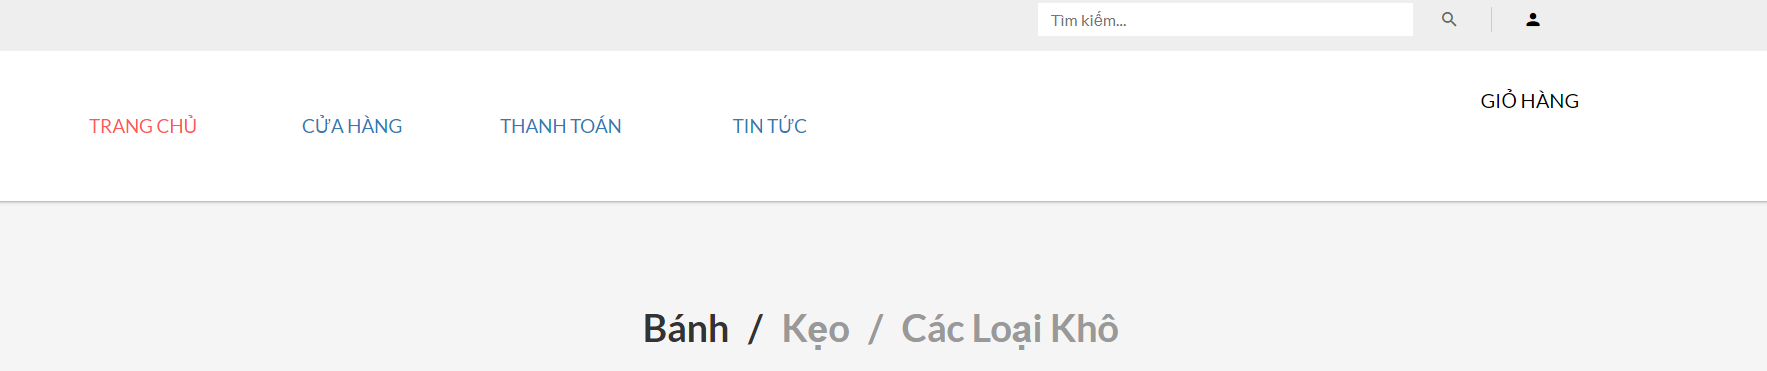 Tìm kiếm...
GIỎ HÀNG
TRANG CHỦ CỬA HÀNG THANH TOÁN TIN TỨC
Bánh / Kẹo / Các Loại Khô